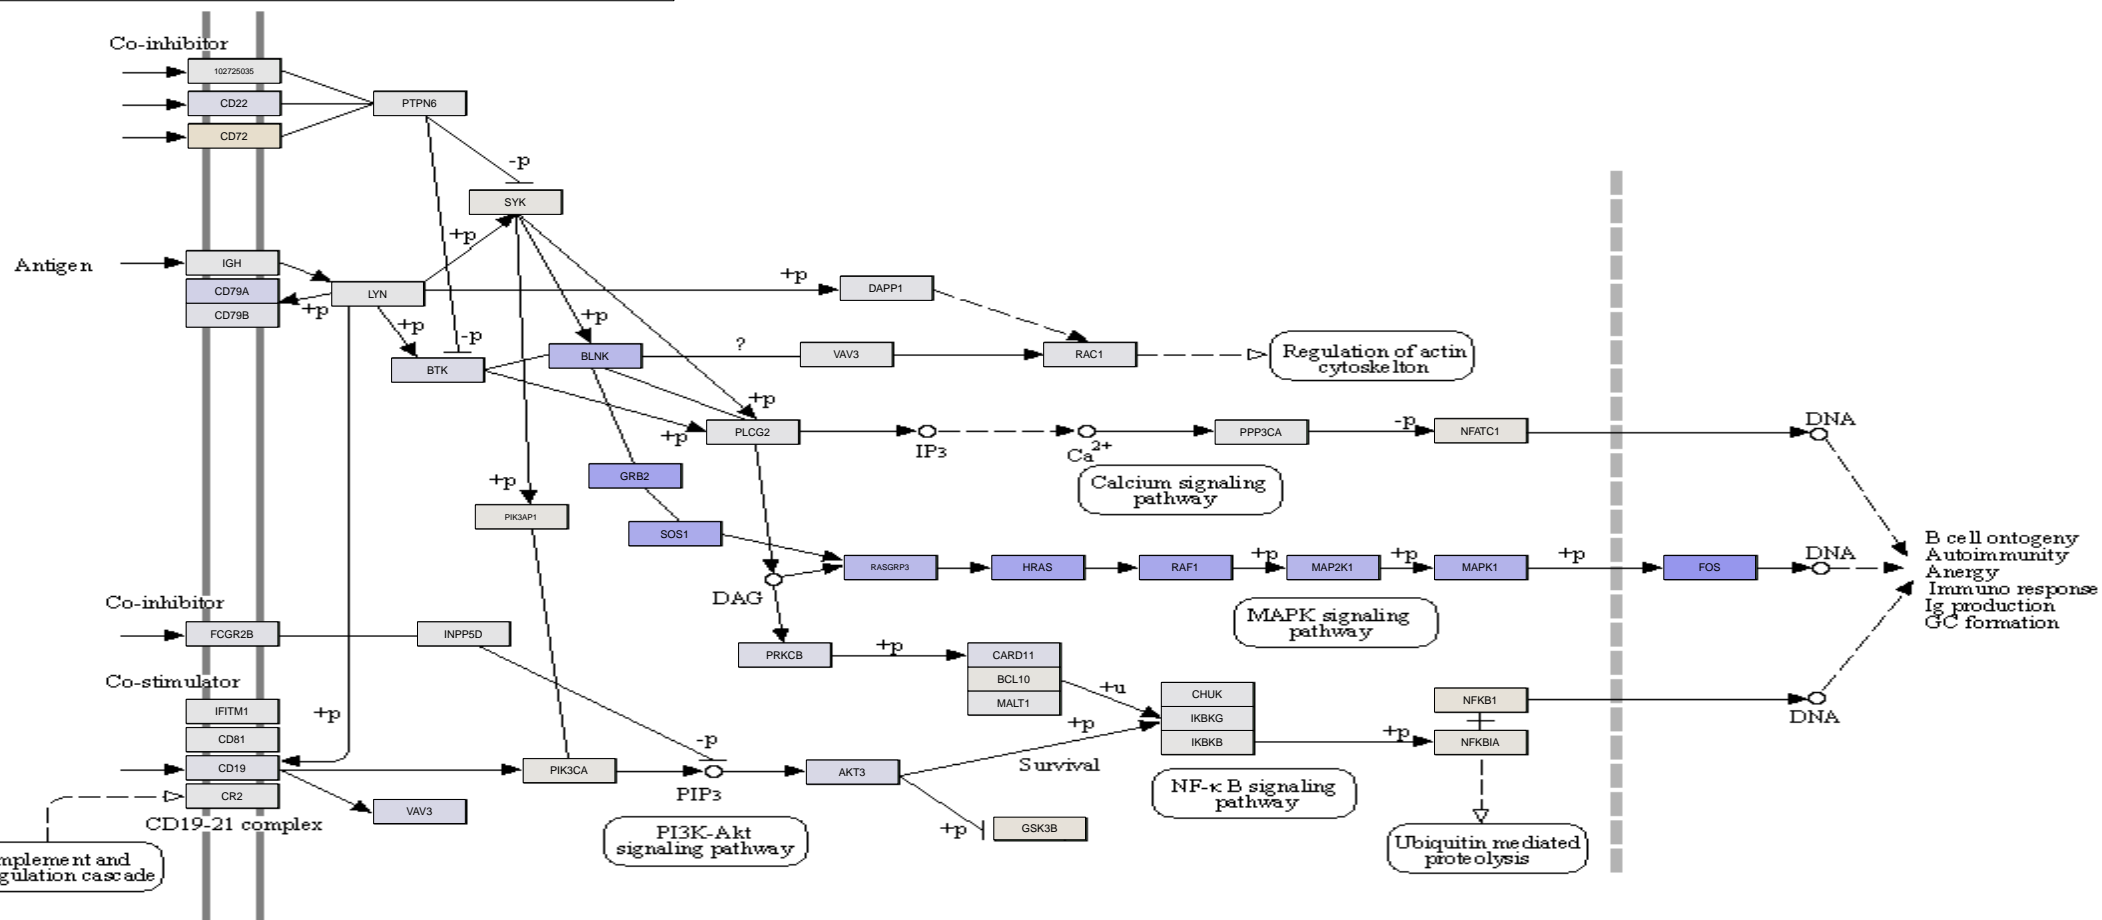 Co-inhibitor
102725035
CD22
CD72
PTPN6
-p
SYK
+p
Antigen
IGH
CD79A
CD79B
LYN
+p
+p
-p
BTK
+p
DAPP1
+p
BLNK
?
VAV3
RAC1
Regulation of actin
cytoskelton
+p
+p
PLCG2
IP3
Ca2+
PPP3CA
-p
NFATC1
DNA
Calcium signaling
pathway
GRB2
+p
PIK3AP1
SOS1
DAG
RASGRP3
HRAS
RAF1
+p
MAP2K1
+p
MAPK1
+p
FOS
DNA
B cell ontogeny
Autoimmunity
Anergy
Immuno response
Ig production
GC formation
MAPK signaling
pathway
Co-inhibitor
FCGR2B
INPP5D
PRKCB
+p
CARD11
BCL10
MALT1
+u
+p
CHUK
IKBKG
IKBKB
+p
NFKB1
NFKBIA
DNA
Co-stimulator
IFITM1
CD81
CD19
CR2
+p
CD19-21 complex
VAV3
PIK3CA
-p
PIP3
AKT3
Survival
+p
GSK3B
PI3K-Akt
signaling pathway
NF-κ B signaling
pathway
Ubiquitin mediated
proteolysis
mplement and
gulation cascade